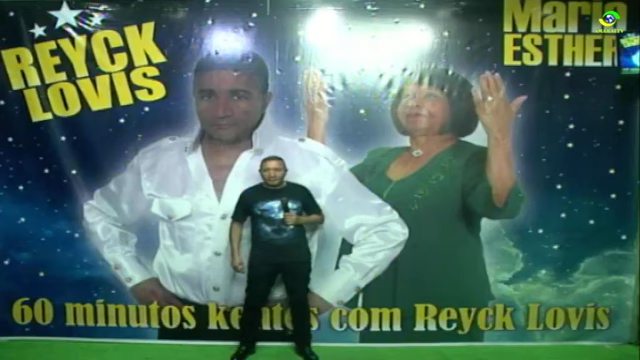 REYCK
LOVIS
Maria
ESTHER
60 minutos com Reyck Lovis